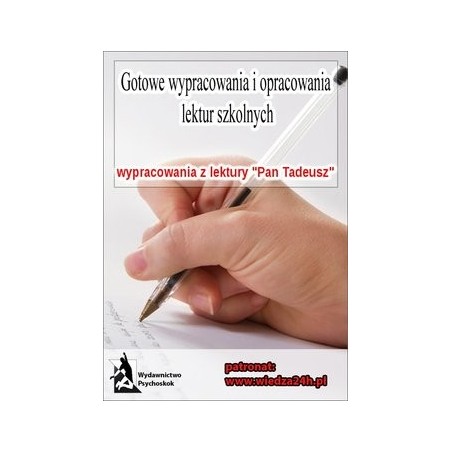 Gotowe wypracowania i opracowania
lektur szkolnych
wypracowania z lektury "Pan Tadeusz"
Wydawnictwo
Psychoskok
patronat:
www.wiedza24h.pl